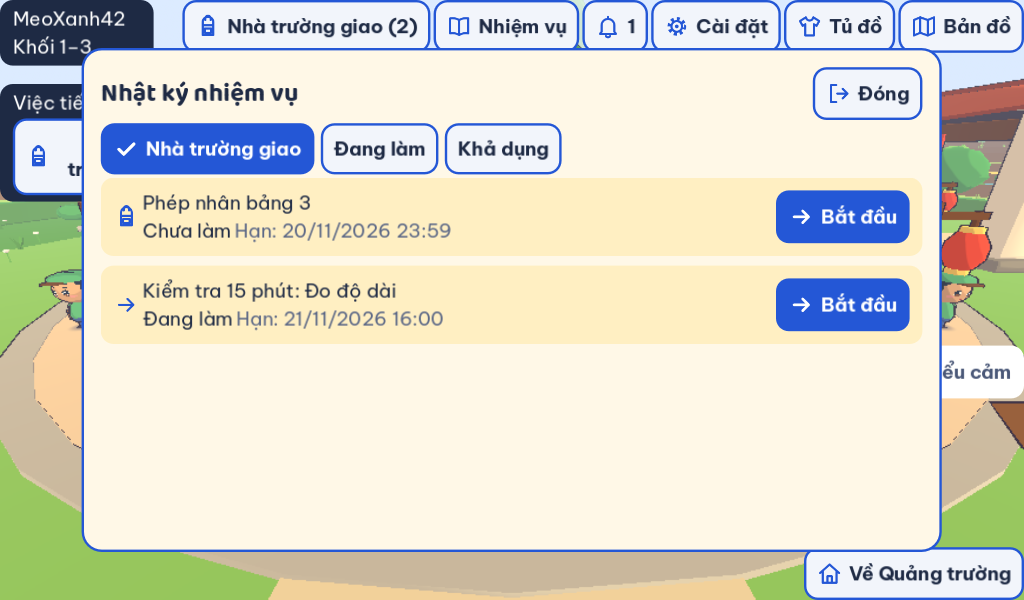 MeoXanh42
Khối 1–3
Nhà trường giao (2)
Nhiệm vụ
1
Cài đặt
Tủ đồ
Bản đồ
Việc
Nhật ký nhiệm vụ
Đóng
Nhà trường giao
Đang làm
Khả dụng
Phép nhân bảng 3
Chưa làm Hạn: 20/11/2026 23:59
Bắt đầu
Kiểm tra 15 phút: Đo độ dài
Đang làm Hạn: 21/11/2026 16:00
Bắt đầu
cảm
Về Quảng trường